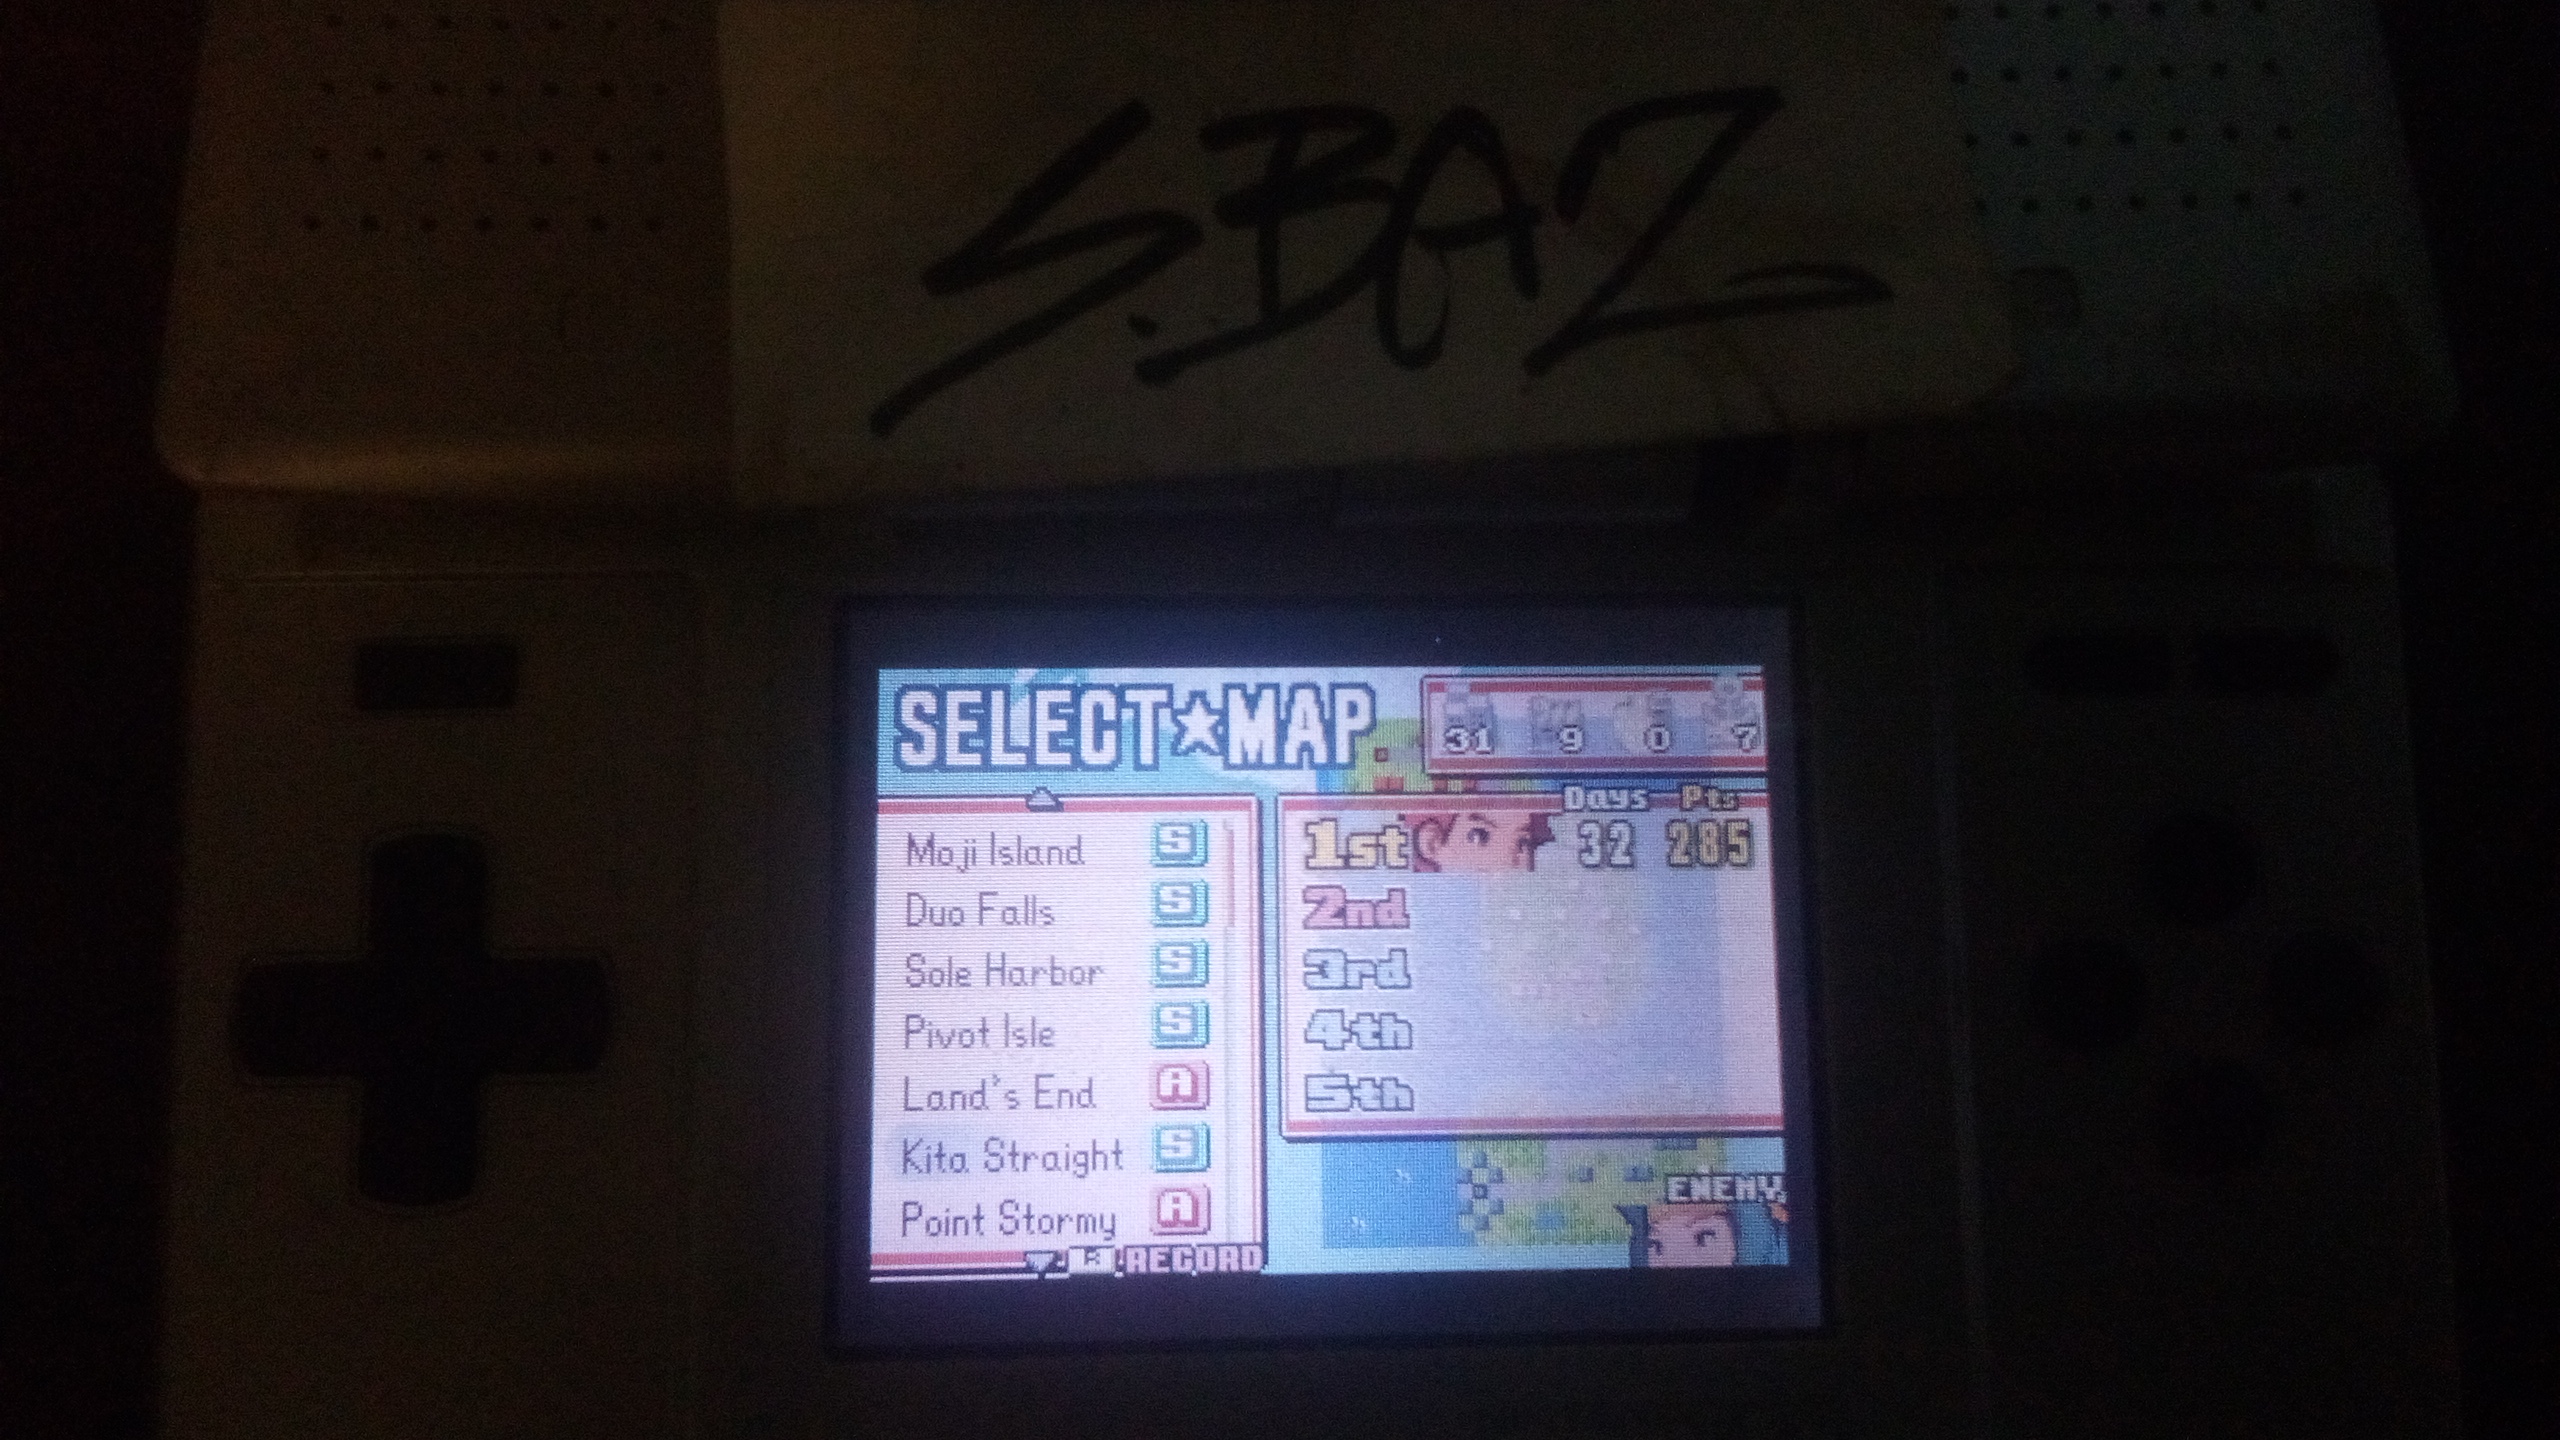 S.BAZ
SELECT★MAP
31 9 0 7
Days Pts
Moji Island S
Duo Falls S
Sole Harbor S
Pivot Isle S
Land's End A
Kita Straight S
Point Stormy A
B:RECORD
1st 32 285
2nd
3rd
4th
5th
ENEMY